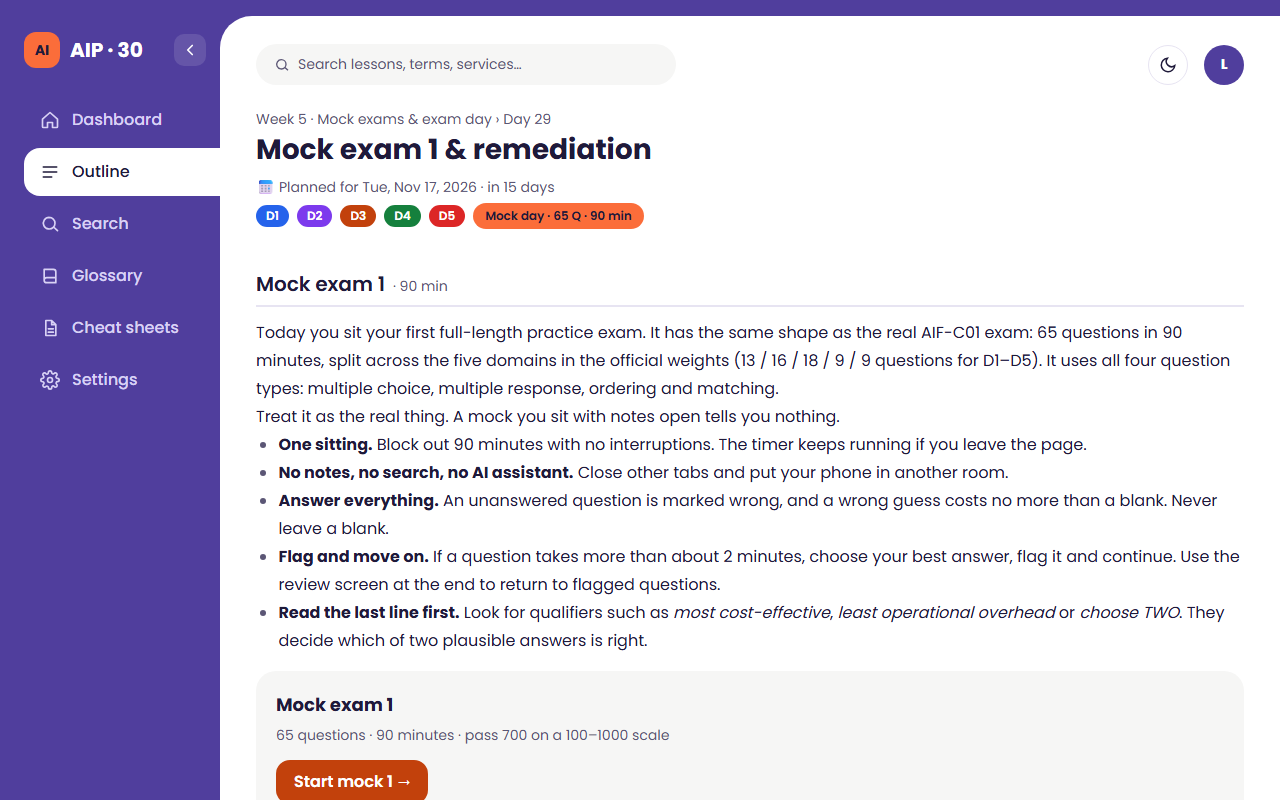 AI
AIP · 30
Dashboard
Outline
Search
Glossary
Cheat sheets
Settings
Search lessons, terms, services…
L
Week 5 · Mock exams & exam day › Day 29
Mock exam 1 & remediation
Planned for Tue, Nov 17, 2026 · in 15 days
D1 D2 D3 D4 D5 Mock day · 65 Q · 90 min
Mock exam 1 · 90 min
Today you sit your first full-length practice exam. It has the same shape as the real AIF-C01 exam: 65 questions in 90
minutes, split across the five domains in the official weights (13 / 16 / 18 / 9 / 9 questions for D1–D5). It uses all four question
types: multiple choice, multiple response, ordering and matching.
Treat it as the real thing. A mock you sit with notes open tells you nothing.
One sitting. Block out 90 minutes with no interruptions. The timer keeps running if you leave the page.
No notes, no search, no AI assistant. Close other tabs and put your phone in another room.
Answer everything. An unanswered question is marked wrong, and a wrong guess costs no more than a blank. Never
leave a blank.
Flag and move on. If a question takes more than about 2 minutes, choose your best answer, flag it and continue. Use the
review screen at the end to return to flagged questions.
Read the last line first. Look for qualifiers such as most cost-effective, least operational overhead or choose TWO. They
decide which of two plausible answers is right.
Mock exam 1
65 questions · 90 minutes · pass 700 on a 100–1000 scale
Start mock 1 →